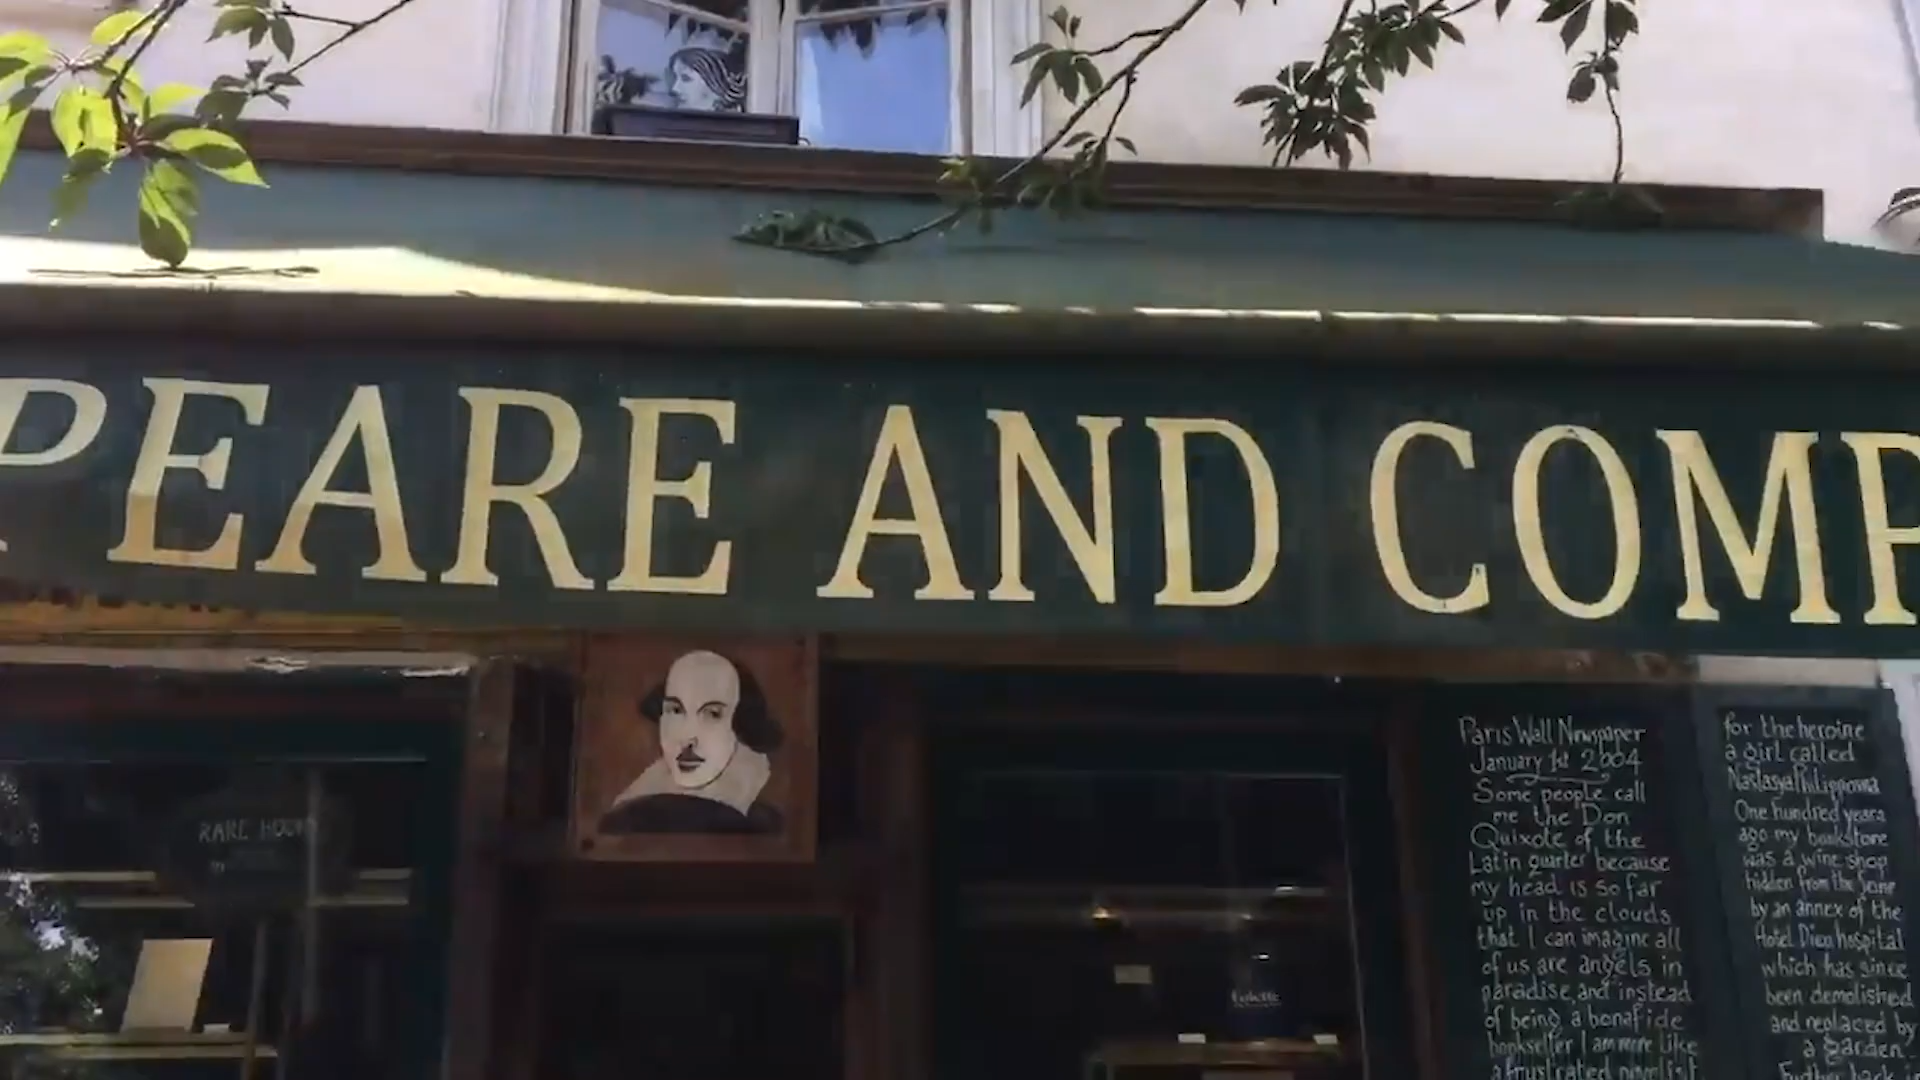 PEARE AND COMP
RARE
Paris Wall Newspaper
January 1st 2004
Some people call
me the Don
Quixote of the
Latin quarter because
my head is so far
up in the clouds
that I can imagine all
of us are angels in
paradise and instead
of being a bonafide
bookseller I am more like
a frustrated novelist
for the heroine
a girl called
One hundred years
ago my bookstore
was a wine shop
hidden from the Seine
by an annex of the
Hotel Dieu hospital
which has since
been demolished
and replaced by
a garden.
Further back